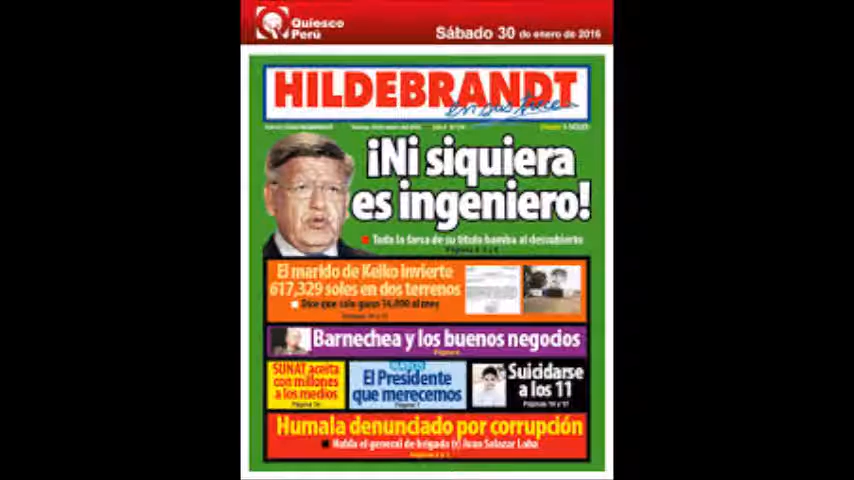 Quiosco
Perú
Sábado 30 de enero de 2016
HILDEBRANDT
en sus trece
¡Ni siquiera
es ingeniero!
Toda la farsa de su título bamba al descubierto
El marido de Keiko invierte
617,329 soles en dos terrenos
Dice que solo gana 14,000 al mes
Barnechea y los buenos negocios
SUNAT aceita
con millones
a los medios
El Presidente
que merecemos
Suicidarse
a los 11
Humala denunciado por corrupción
Habla el general de brigada (r) Juan Salazar